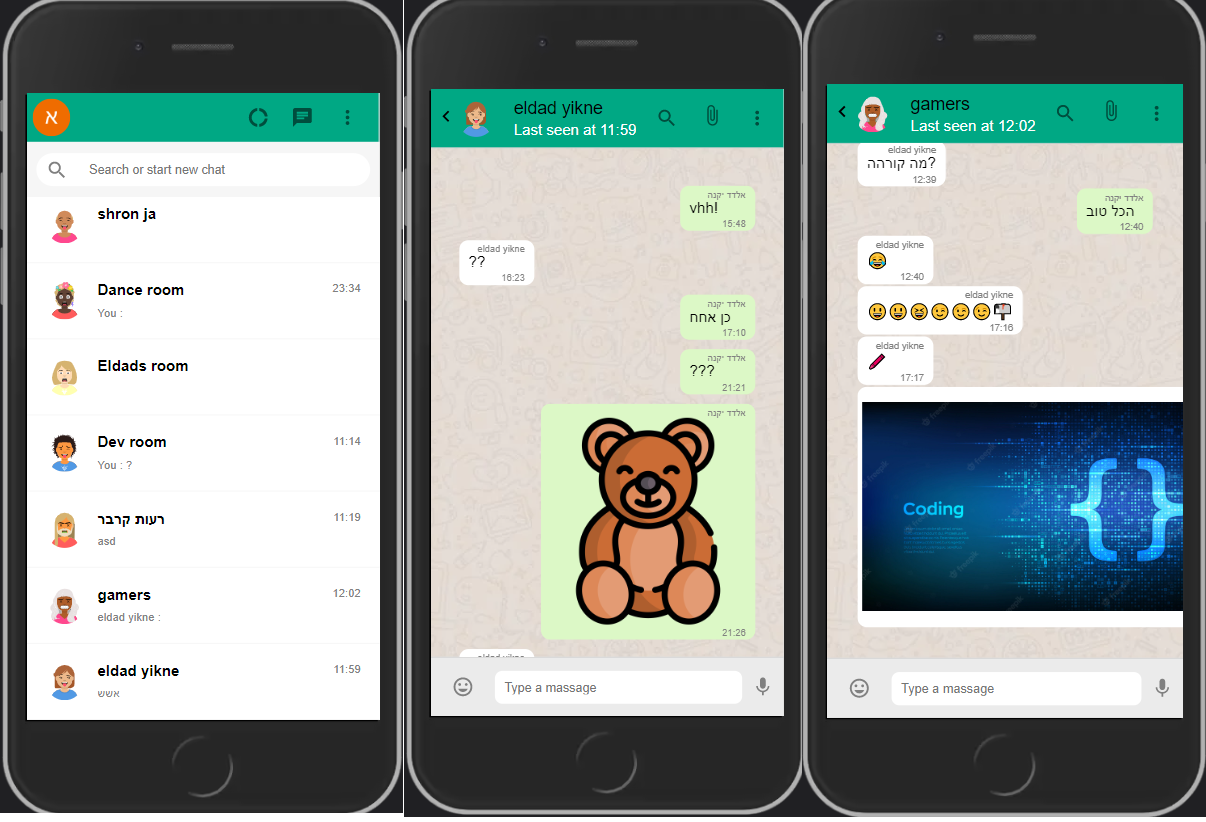 א
Search or start new chat
shron ja
Dance room
23:34
You :
Eldads room
Dev room
11:14
You : ?
רעות קרבר
11:19
asd
gamers
12:02
eldad yikne :
eldad yikne
11:59
אששש
eldad yikne
Last seen at 11:59
אלדד יקנה
vhh!
15:48
eldad yikne
??
16:23
אלדד יקנה
כן אחח
17:10
אלדד יקנה
???
21:21
אלדד יקנה
21:26
eldad yikne
Type a massage
gamers
Last seen at 12:02
eldad yikne
מה קורהה?
12:39
אלדד יקנה
הכל טוב
12:40
eldad yikne
😂
12:40
eldad yikne
😃😃😆😉😉😉📬
17:16
eldad yikne
17:17
Coding
{}
Type a massage